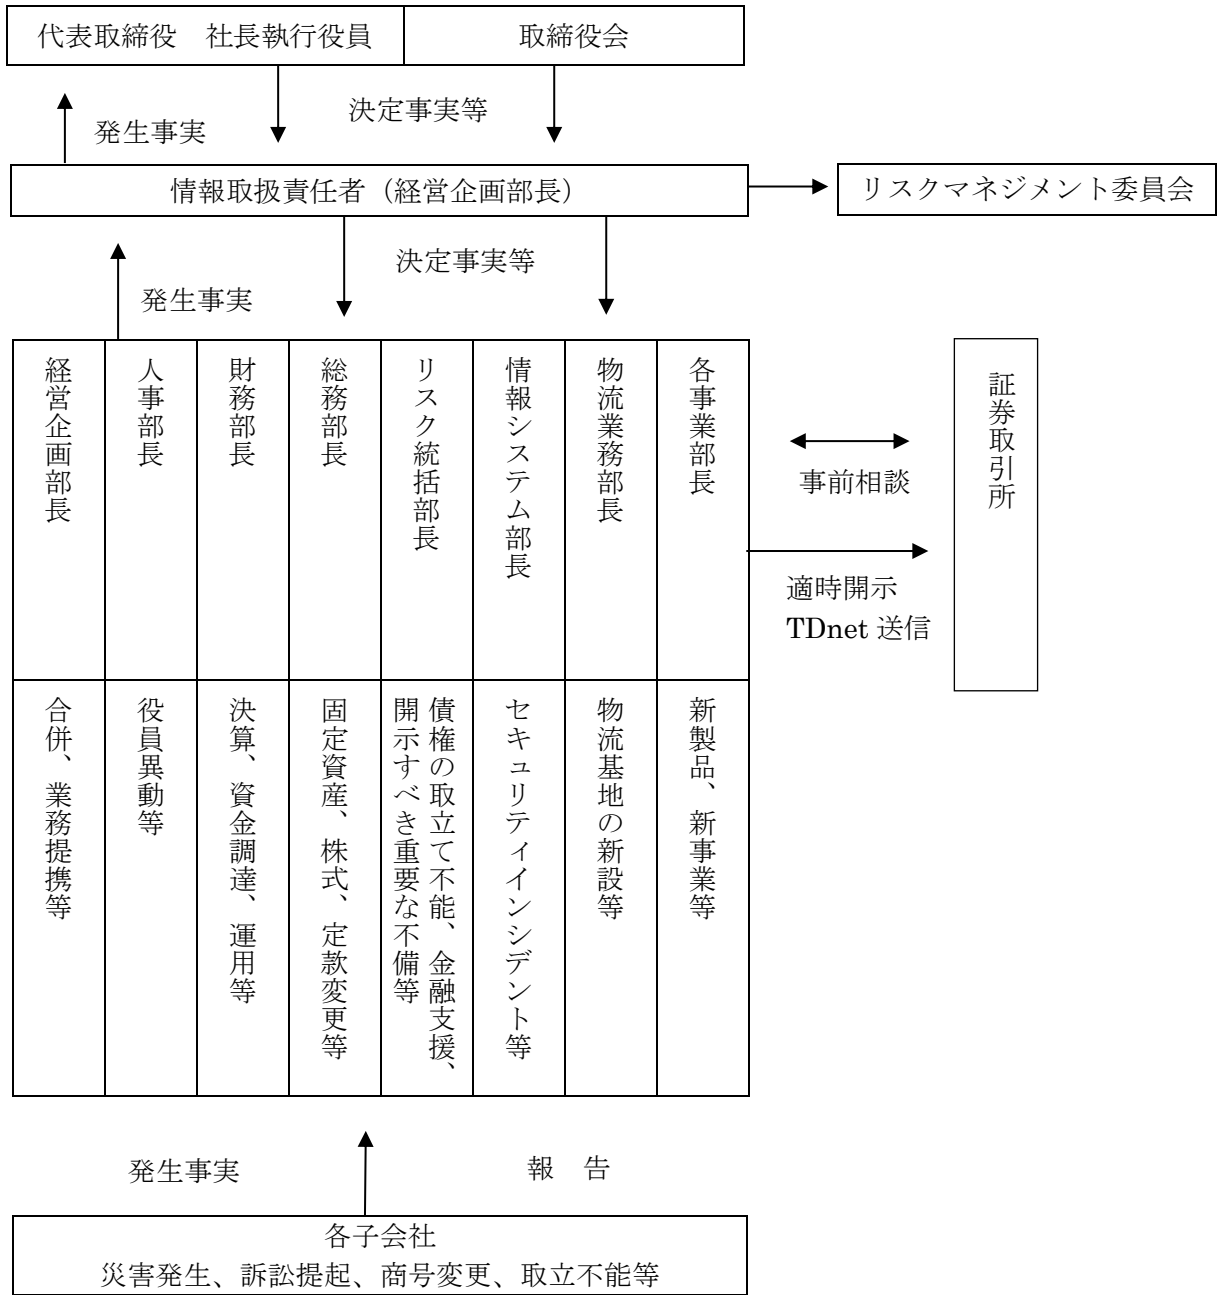 代表取締役　社長執行役員
取締役会
発生事実
決定事実等
情報取扱責任者（経営企画部長）
リスクマネジメント委員会
発生事実
決定事実等
経営企画部長
人事部長
財務部長
総務部長
リスク統括部長
情報システム部長
物流業務部長
各事業部長
事前相談
適時開示
TDnet 送信
証券取引所
合併、業務提携等
役員異動等
決算、資金調達、運用等
固定資産、株式、定款変更等
債権の取立て不能、金融支援、
開示すべき重要な不備等
セキュリティインシデント等
物流基地の新設等
新製品、新事業等
発生事実
報　告
各子会社
災害発生、訴訟提起、商号変更、取立不能等